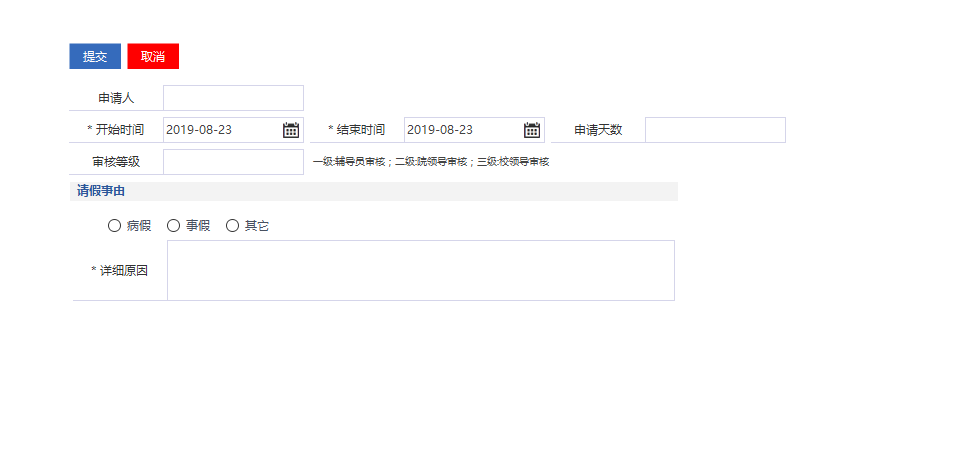 提交 取消
申请人
* 开始时间 2019-08-23 * 结束时间 2019-08-23 申请天数
审核等级 一级:辅导员审核；二级:院领导审核；三级:校领导审核
请假事由
病假 事假 其它
* 详细原因